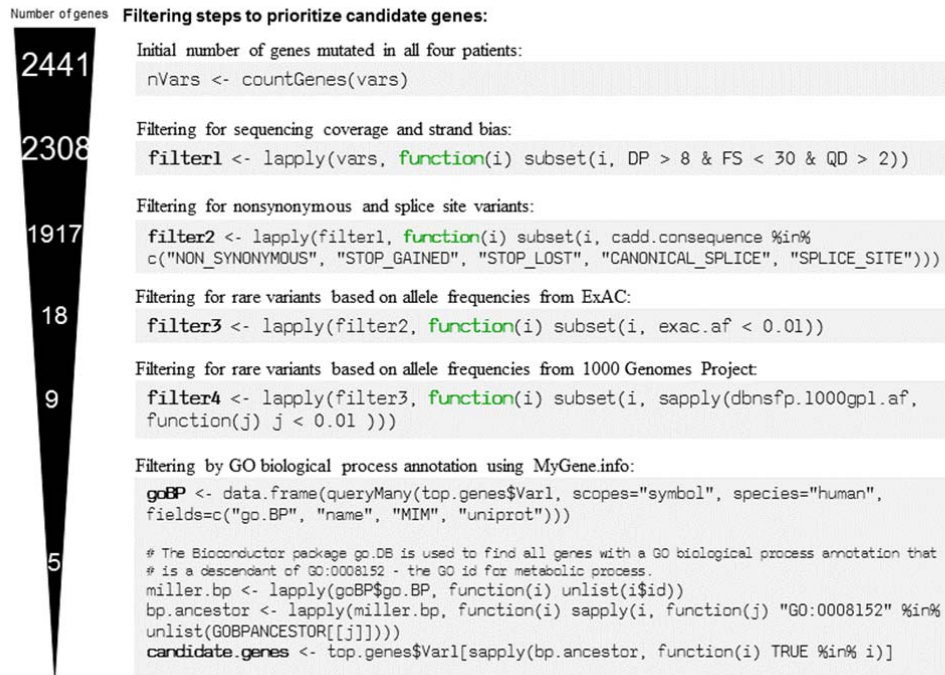 Number of genes Filtering steps to prioritize candidate genes:
2441
Initial number of genes mutated in all four patients:
nVars <- countGenes(vars)
2308
Filtering for sequencing coverage and strand bias:
filter1 <- lapply(vars, function(i) subset(i, DP > 8 & FS < 30 & QD > 2))
1917
Filtering for nonsynonymous and splice site variants:
filter2 <- lapply(filter1, function(i) subset(i, cadd.consequence %in%
c("NON_SYNONYMOUS", "STOP_GAINED", "STOP_LOST", "CANONICAL_SPLICE", "SPLICE_SITE")))
18
Filtering for rare variants based on allele frequencies from ExAC:
filter3 <- lapply(filter2, function(i) subset(i, exac.af < 0.01))
9
Filtering for rare variants based on allele frequencies from 1000 Genomes Project:
filter4 <- lapply(filter3, function(i) subset(i, sapply(dbnsfp.1000gp1.af,
function(j) j < 0.01 )))
5
Filtering by GO biological process annotation using MyGene.info:
goBP <- data.frame(queryMany(top.genes$Var1, scopes="symbol", species="human",
fields=c("go.BP", "name", "MIM", "uniprot")))
# The Bioconductor package go.DB is used to find all genes with a GO biological process annotation that
# is a descendant of GO:0008152 - the GO id for metabolic process.
miller.bp <- lapply(goBP$go.BP, function(i) unlist(i$id))
bp.ancestor <- lapply(miller.bp, function(i) sapply(i, function(j) "GO:0008152" %in%
unlist(GOBPANCESTOR[[j]])))
candidate.genes <- top.genes$Var1[sapply(bp.ancestor, function(i) TRUE %in% i)]